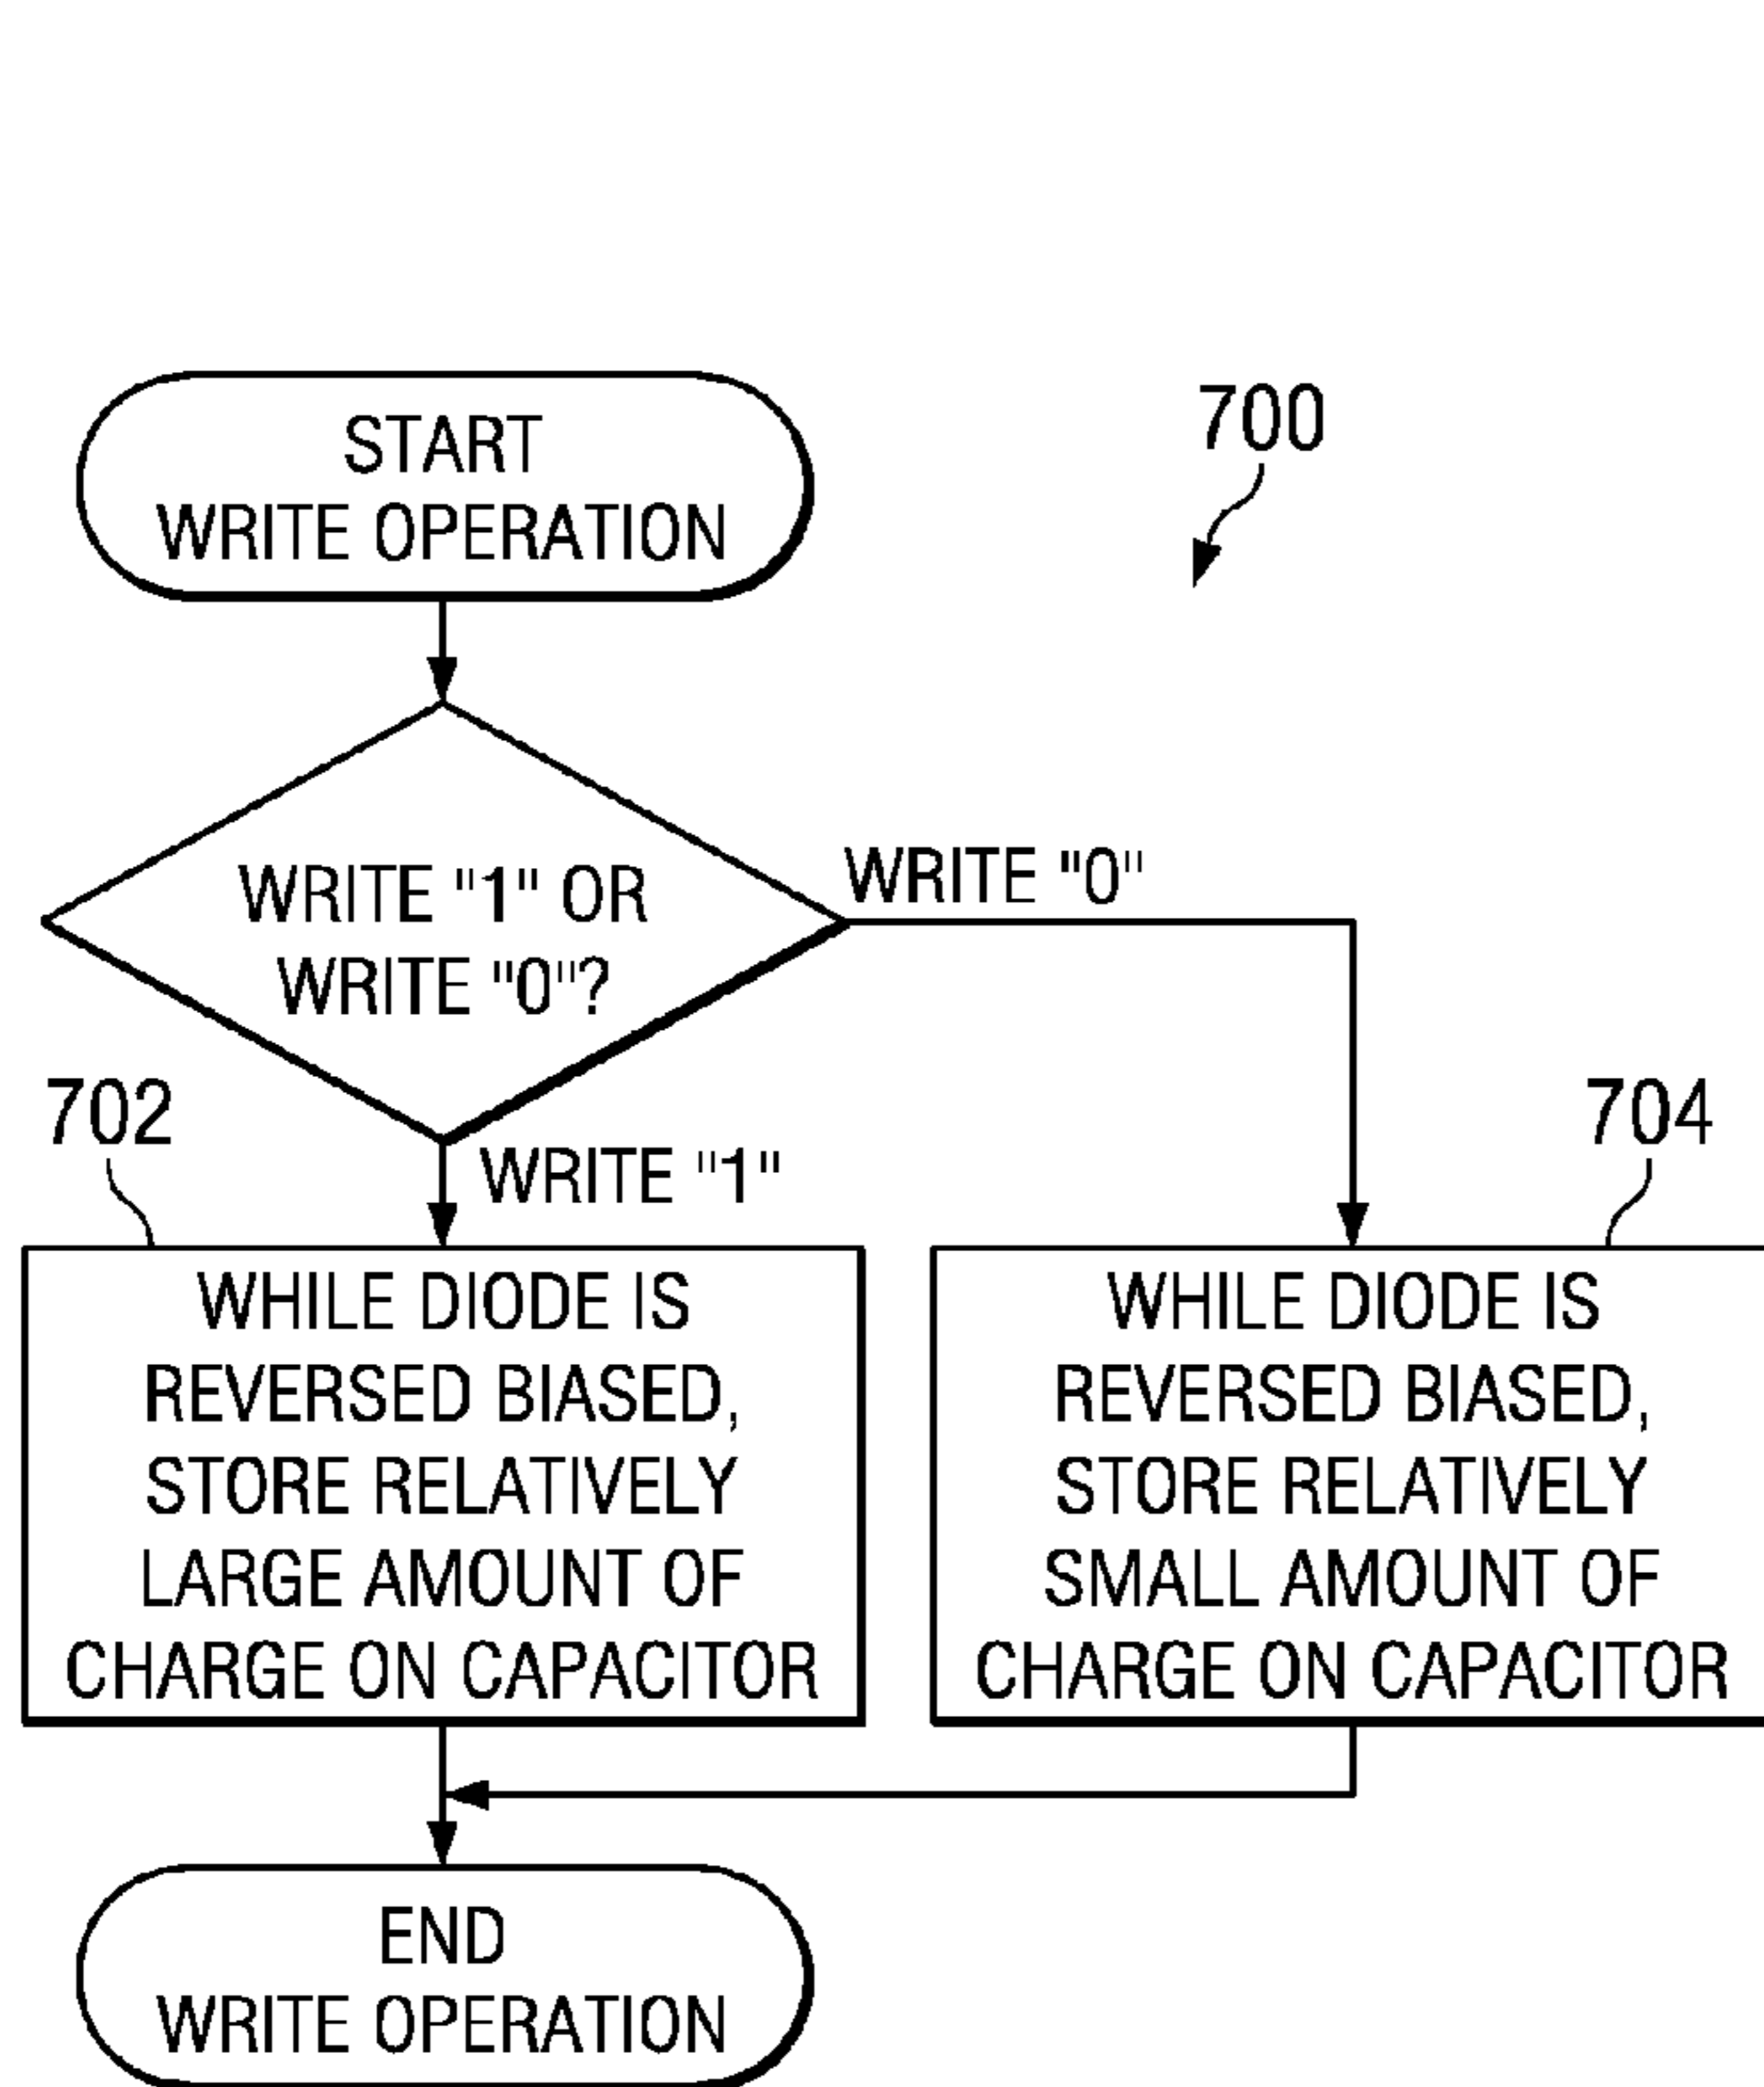 START
WRITE OPERATION
700
WRITE "1" OR
WRITE "0"?
WRITE "0"
702
WRITE "1"
704
WHILE DIODE IS
REVERSED BIASED,
STORE RELATIVELY
LARGE AMOUNT OF
CHARGE ON CAPACITOR
WHILE DIODE IS
REVERSED BIASED,
STORE RELATIVELY
SMALL AMOUNT OF
CHARGE ON CAPACITOR
END
WRITE OPERATION